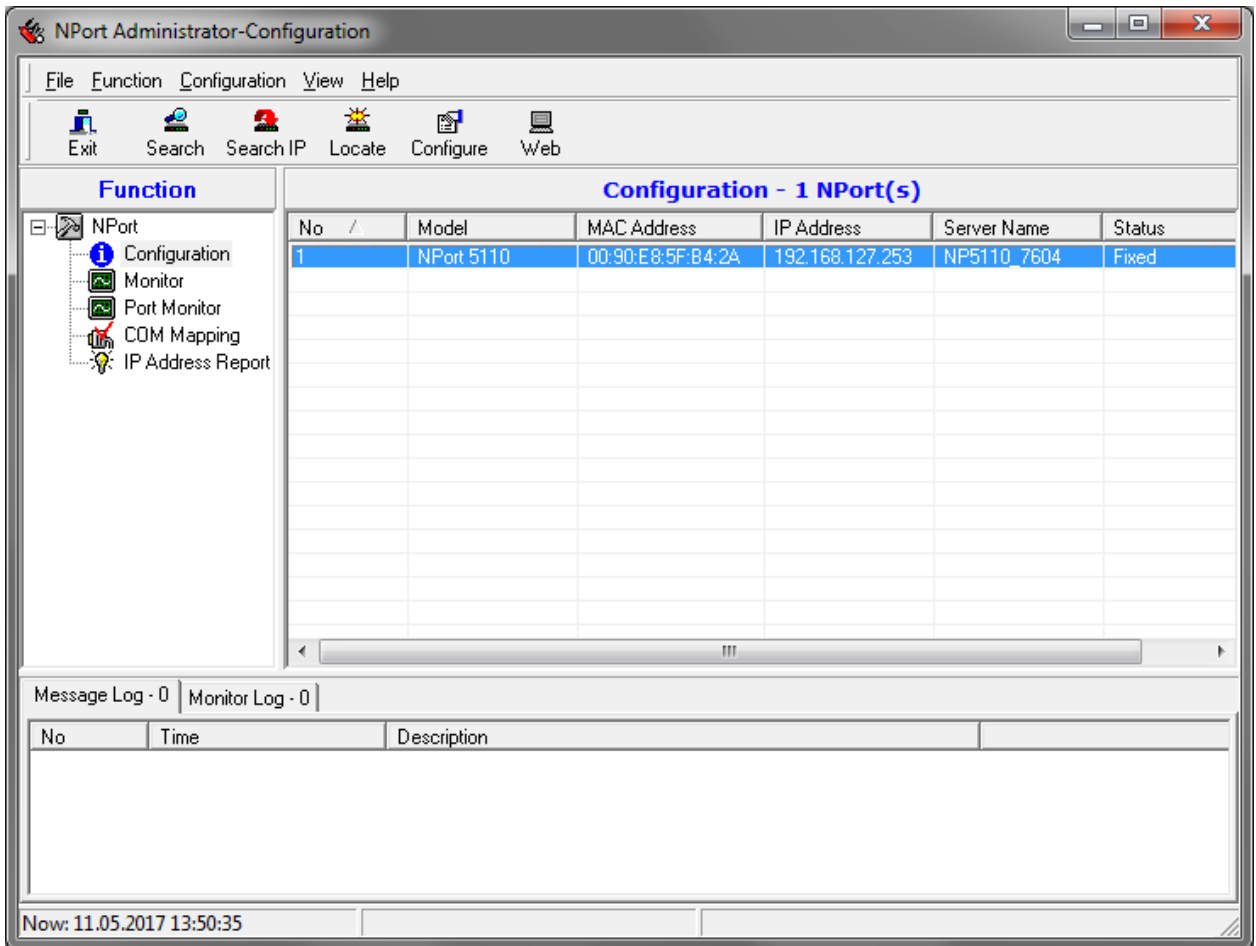 NPort Administrator-Configuration
File Function Configuration View Help
Exit Search Search IP Locate Configure Web
Function
NPort
Configuration
Monitor
Port Monitor
COM Mapping
IP Address Report
Configuration - 1 NPort(s)
No Model MAC Address IP Address Server Name Status
1 NPort 5110 00:90:E8:5F:B4:2A 192.168.127.253 NP5110_7604 Fixed
Message Log - 0 Monitor Log - 0
No Time Description
Now: 11.05.2017 13:50:35